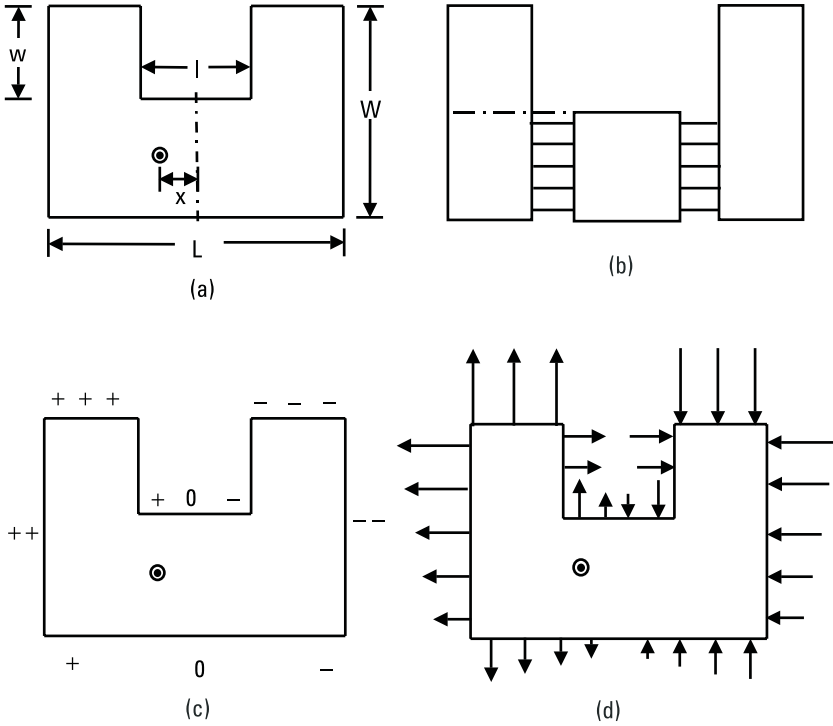 w
l
W
x
L
(a)
(b)
+ + + − − −
+ 0 −
++ −−
+ 0 −
(c)
(d)